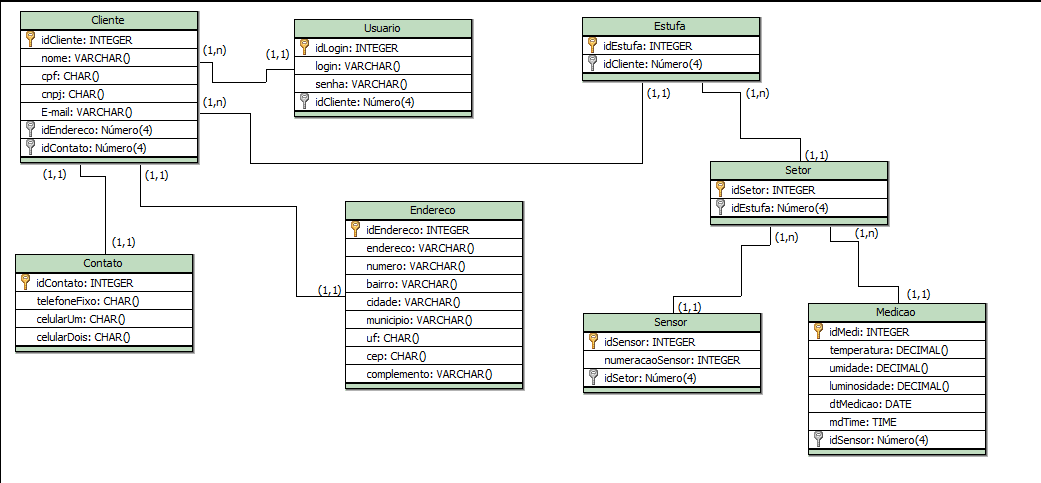 Cliente
idCliente: INTEGER
nome: VARCHAR()
cpf: CHAR()
cnpj: CHAR()
E-mail: VARCHAR()
idEndereco: Número(4)
idContato: Número(4)
(1,n)
(1,1)
(1,n)
Usuario
idLogin: INTEGER
login: VARCHAR()
senha: VARCHAR()
idCliente: Número(4)
Estufa
idEstufa: INTEGER
idCliente: Número(4)
(1,1)
(1,n)
(1,1)
Setor
idSetor: INTEGER
idEstufa: Número(4)
(1,1)
(1,1)
(1,1)
Contato
idContato: INTEGER
telefoneFixo: CHAR()
celularUm: CHAR()
celularDois: CHAR()
(1,1)
Endereco
idEndereco: INTEGER
endereco: VARCHAR()
numero: VARCHAR()
bairro: VARCHAR()
cidade: VARCHAR()
municipio: VARCHAR()
uf: CHAR()
cep: CHAR()
complemento: VARCHAR()
(1,n)
(1,n)
(1,1)
(1,1)
Sensor
idSensor: INTEGER
numeracaoSensor: INTEGER
idSetor: Número(4)
Medicao
idMedi: INTEGER
temperatura: DECIMAL()
umidade: DECIMAL()
luminosidade: DECIMAL()
dtMedicao: DATE
mdTime: TIME
idSensor: Número(4)